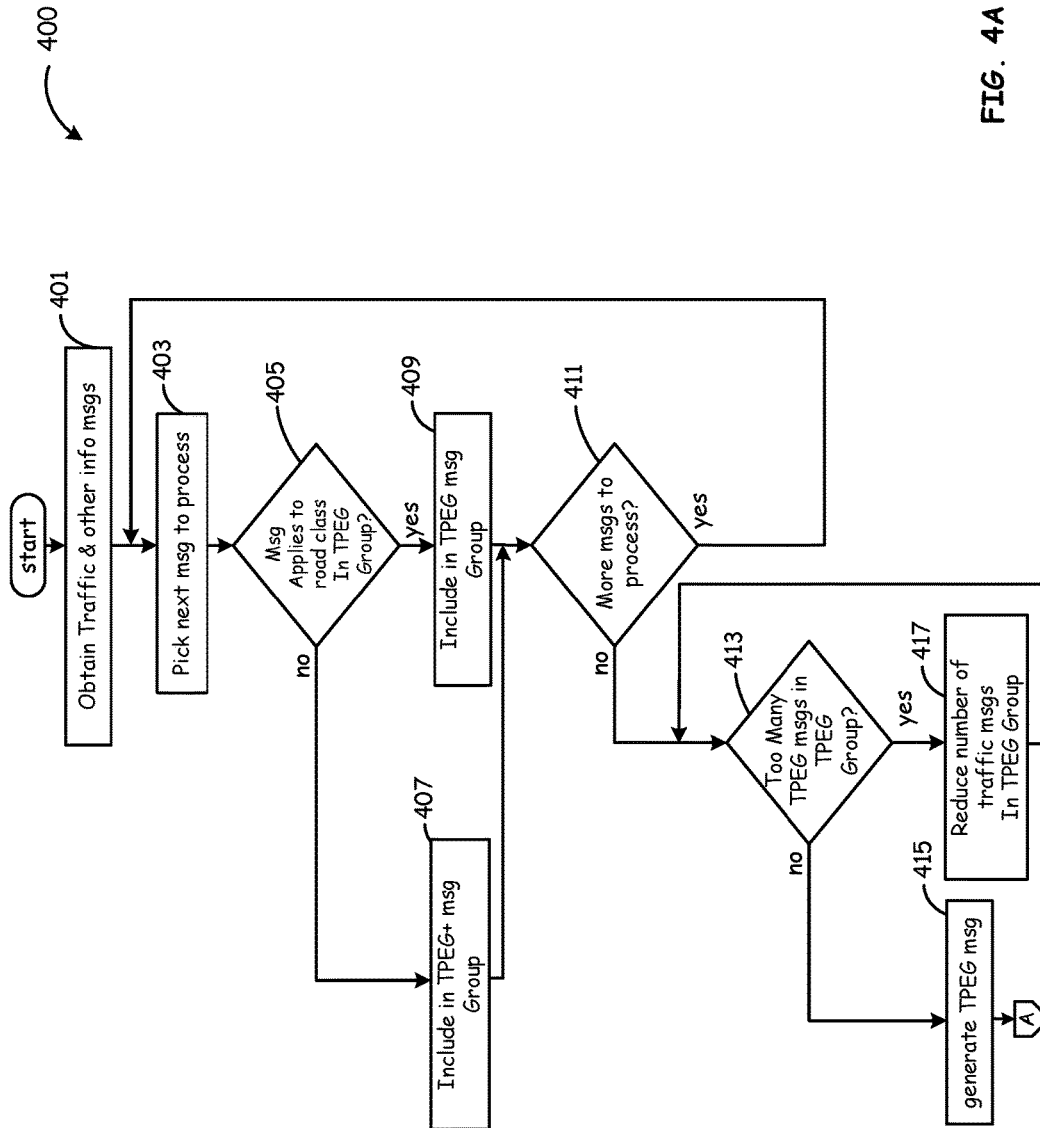 400
start
401
Obtain Traffic & other info msgs
403
Pick next msg to process
405
Msg
Applies to
road class
In TPEG
Group?
no
yes
407
Include in TPEG+ msg
Group
409
Include in TPEG msg
Group
411
More msgs to
process?
no
yes
413
Too Many
TPEG msgs in
TPEG
Group?
no
yes
415
generate TPEG msg
417
Reduce number of
traffic msgs
In TPEG Group
A
FIG. 4A